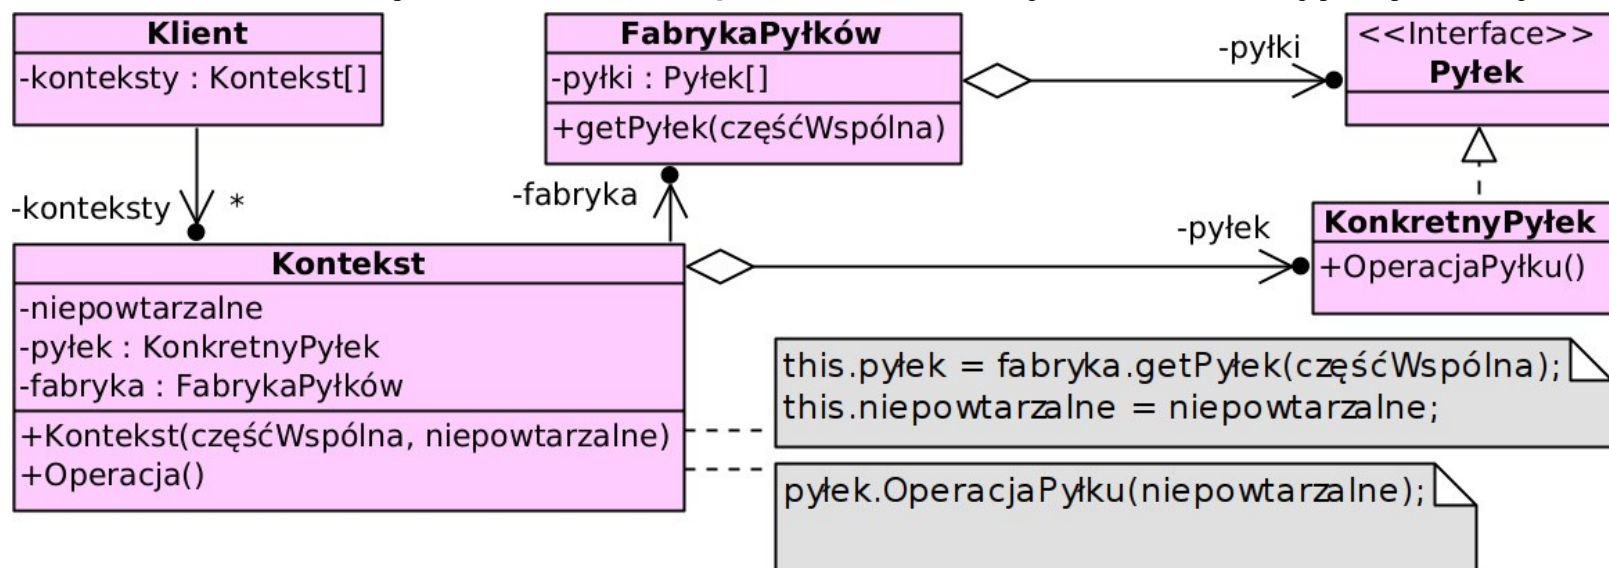 Klient
-konteksty : Kontekst[]
-konteksty
*
FabrykaPyłków
-pyłki : Pyłek[]
+getPyłek(częśćWspólna)
-pyłki
<<Interface>>
Pyłek
-fabryka
-pyłek
KonkretnyPyłek
+OperacjaPyłku()
Kontekst
-niepowtarzalne
-pyłek : KonkretnyPyłek
-fabryka : FabrykaPyłków
+Kontekst(częśćWspólna, niepowtarzalne)
+Operacja()
this.pyłek = fabryka.getPyłek(częśćWspólna);
this.niepowtarzalne = niepowtarzalne;
pyłek.OperacjaPyłku(niepowtarzalne);